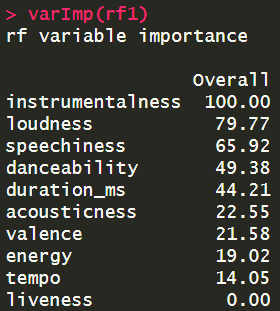 > varImp(rf1)
rf variable importance
Overall
instrumentalness 100.00
loudness 79.77
speechiness 65.92
danceability 49.38
duration_ms 44.21
acousticness 22.55
valence 21.58
energy 19.02
tempo 14.05
liveness 0.00